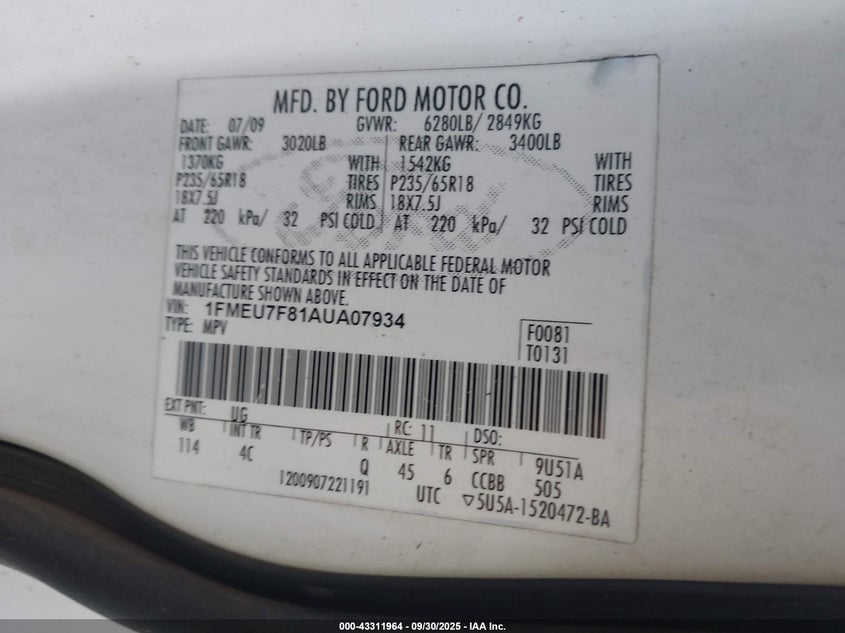 MFD. BY FORD MOTOR CO.
DATE: 07/09 GVWR: 6280LB/ 2849KG
FRONT GAWR: 3020LB REAR GAWR: 3400LB
1370KG WITH 1542KG WITH
P235/65R18 TIRES P235/65R18 TIRES
18X7.5J RIMS 18X7.5J RIMS
AT 220 kPa/ 32 PSI COLD AT 220 kPa/ 32 PSI COLD
THIS VEHICLE CONFORMS TO ALL APPLICABLE FEDERAL MOTOR
VEHICLE SAFETY STANDARDS IN EFFECT ON THE DATE OF
MANUFACTURE SHOWN ABOVE.
VIN: 1FMEU7F81AUA07934
TYPE: MPV
F0081
T0131
EXT PNT: UG RC: 11 DSO:
WB INT TR TP/PS R AXLE TR SPR 9U51A
114 4C Q 45 6 CCBB 505
1200907221191 UTC ▽5U5A-1520472-BA
000-43311964 - 09/30/2025 - IAA Inc.